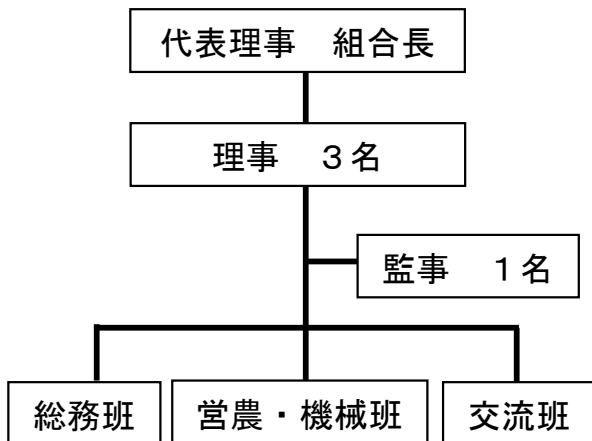 代表理事　組合長
理事　３名
監事　１名
総務班
営農・機械班
交流班